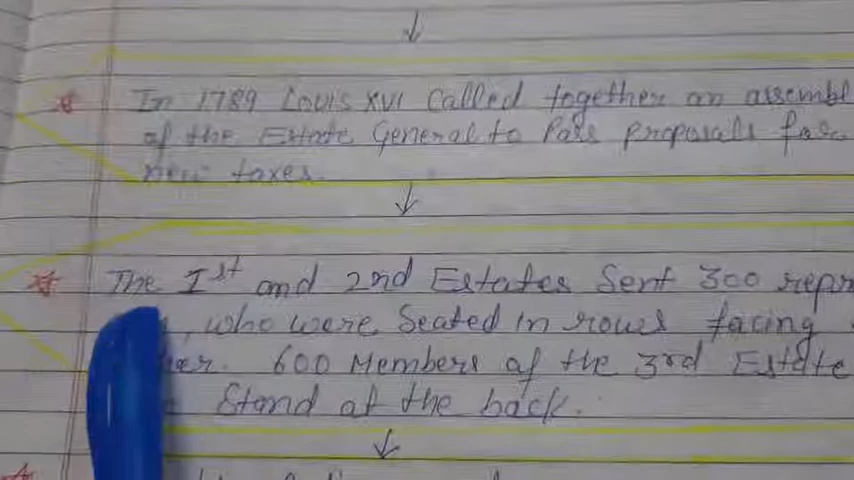 In 1789 Louis XVI Called together an assembl
of the Estate General to Pass proposals for
new taxes.
The Ist and 2nd Estates Sent 300 repr
, who were Seated in rows facing
her. 600 Members of the 3rd Estate
Stand at the back.